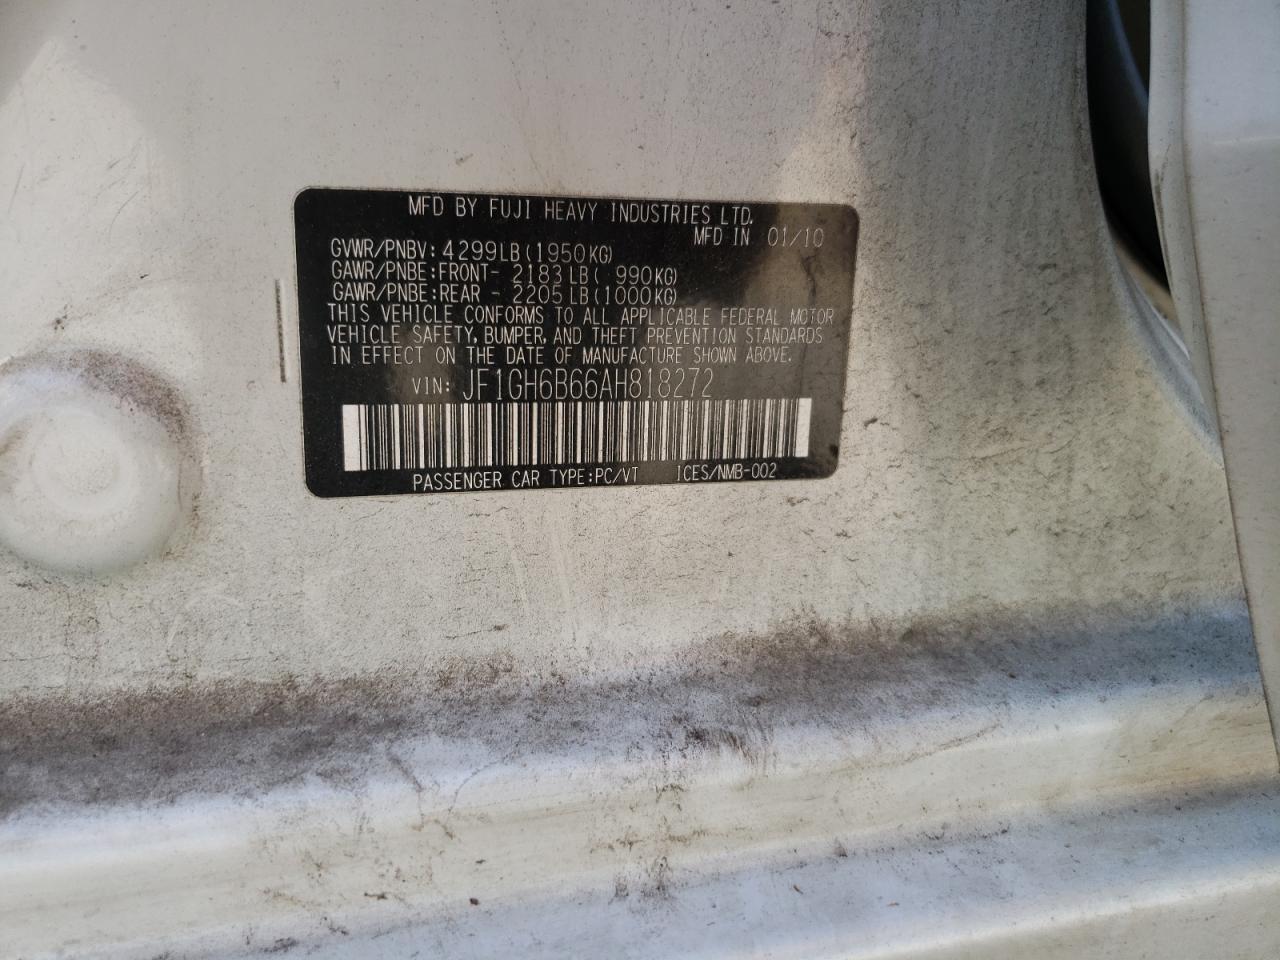 MFD BY FUJI HEAVY INDUSTRIES LTD.
MFD IN 01/10
GVWR/PNBV: 4299LB(1950KG)
GAWR/PNBE:FRONT- 2183LB( 990KG)
GAWR/PNBE:REAR - 2205LB(1000KG)
THIS VEHICLE CONFORMS TO ALL APPLICABLE FEDERAL MOTOR
VEHICLE SAFETY, BUMPER, AND THEFT PREVENTION STANDARDS
IN EFFECT ON THE DATE OF MANUFACTURE SHOWN ABOVE.
VIN: JF1GH6B66AH818272
PASSENGER CAR TYPE:PC/VT ICES/NMB-002